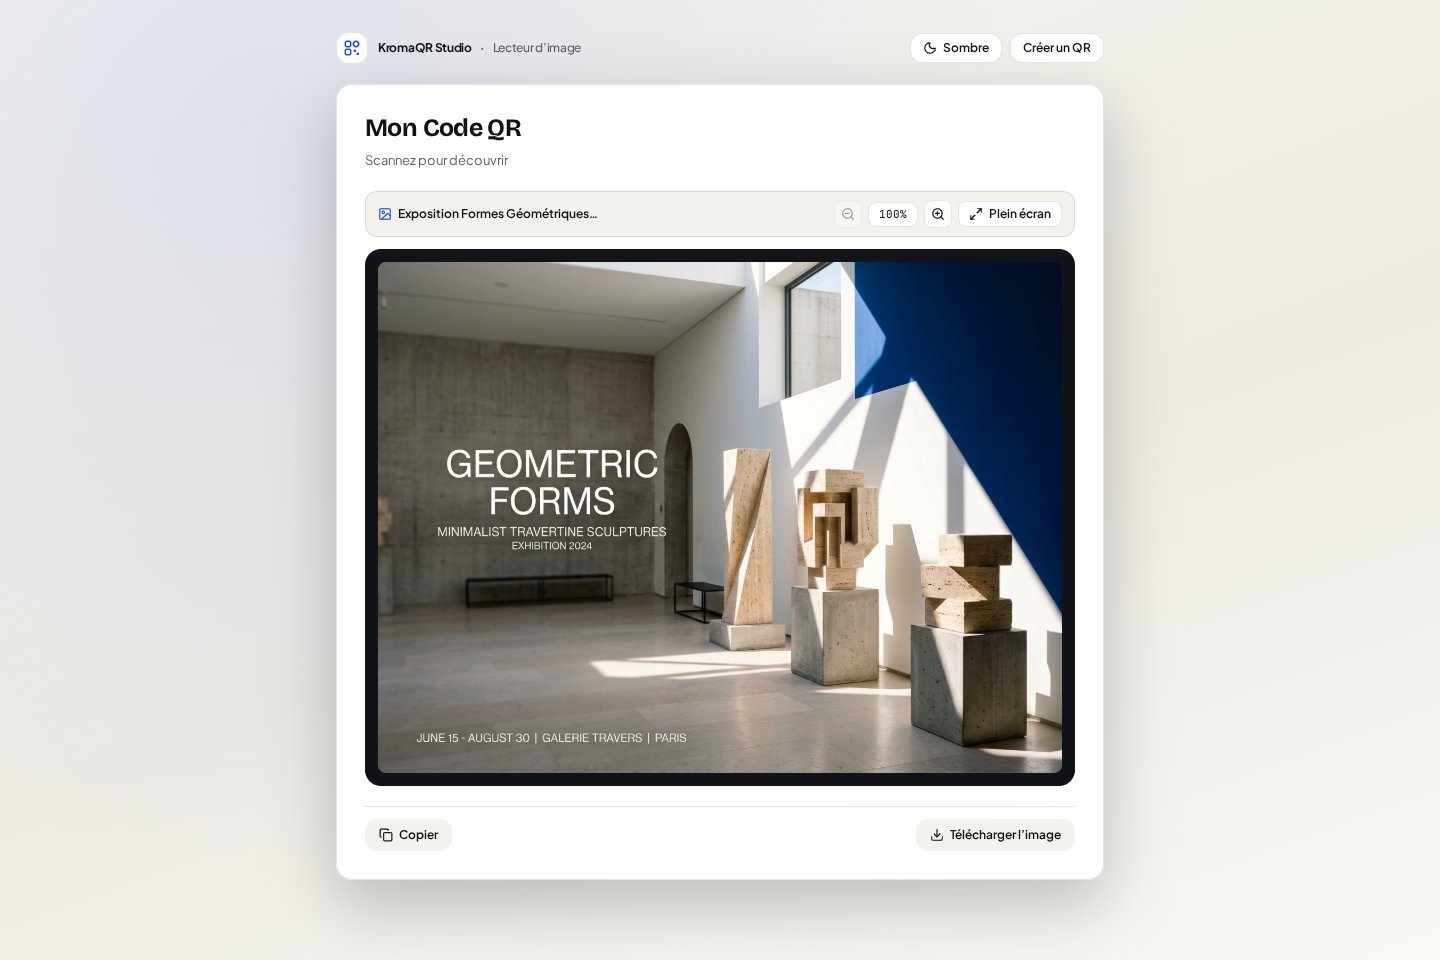 KromaQR Studio · Lecteur d’image
Sombre
Créer un QR
Mon Code QR
Scannez pour découvrir
Exposition Formes Géométriques…
100%
Plein écran
GEOMETRIC
FORMS
MINIMALIST TRAVERTINE SCULPTURES
EXHIBITION 2024
JUNE 15 - AUGUST 30 | GALERIE TRAVERS | PARIS
Copier
Télécharger l’image